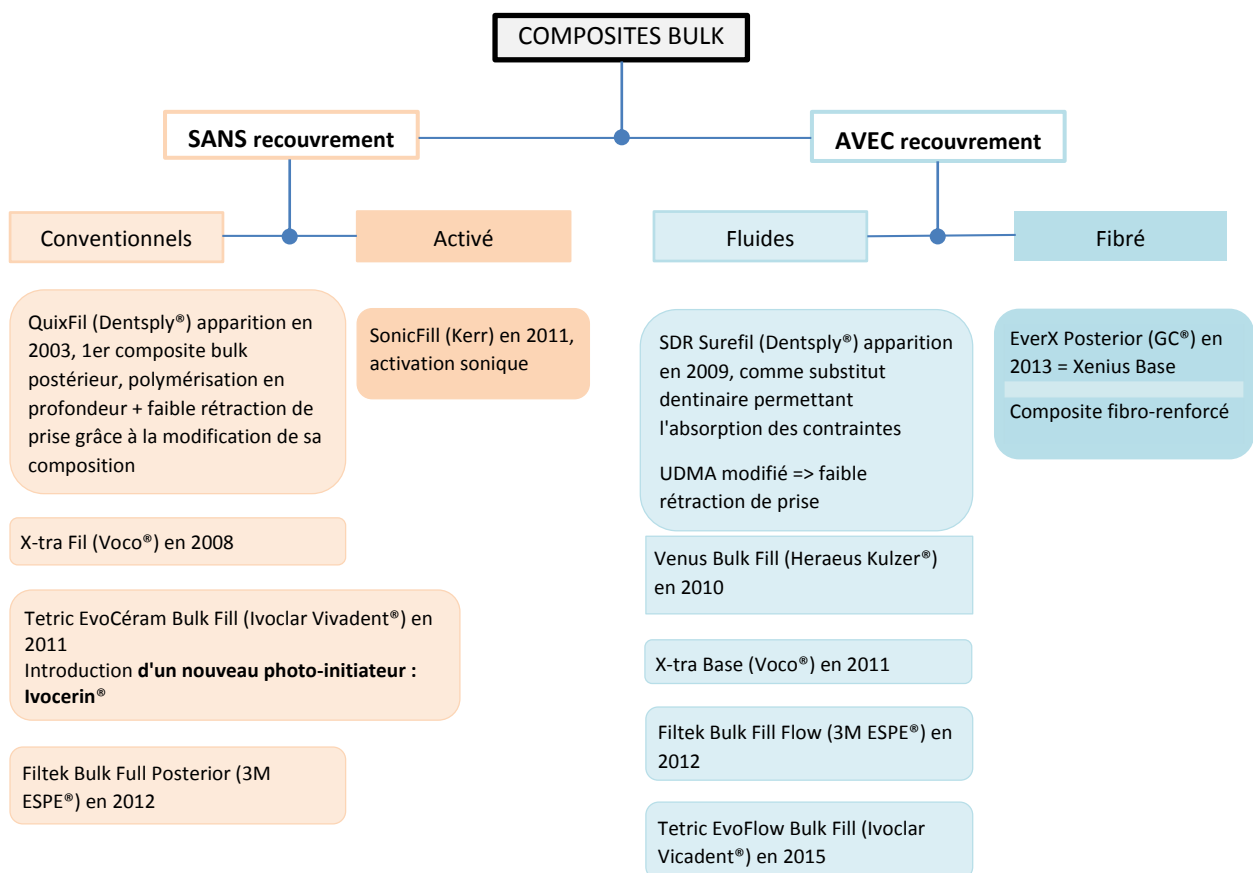 COMPOSITES BULK
SANS recouvrement
AVEC recouvrement
Conventionnels
Activé
Fluides
Fibré
QuixFil (Dentsply®) apparition en
2003, 1er composite bulk
postérieur, polymérisation en
profondeur + faible rétraction de
prise grâce à la modification de sa
composition
X-tra Fil (Voco®) en 2008
Tetric EvoCéram Bulk Fill (Ivoclar Vivadent®) en
2011
Introduction d'un nouveau photo-initiateur :
Ivocerin®
Filtek Bulk Full Posterior (3M
ESPE®) en 2012
SonicFill (Kerr) en 2011,
activation sonique
SDR Surefil (Dentsply®) apparition
en 2009, comme substitut
dentinaire permettant
l'absorption des contraintes
UDMA modifié => faible
rétraction de prise
Venus Bulk Fill (Heraeus Kulzer®)
en 2010
X-tra Base (Voco®) en 2011
Filtek Bulk Fill Flow (3M ESPE®) en
2012
Tetric EvoFlow Bulk Fill (Ivoclar
Vicadent®) en 2015
EverX Posterior (GC®) en
2013 = Xenius Base
Composite fibro-renforcé